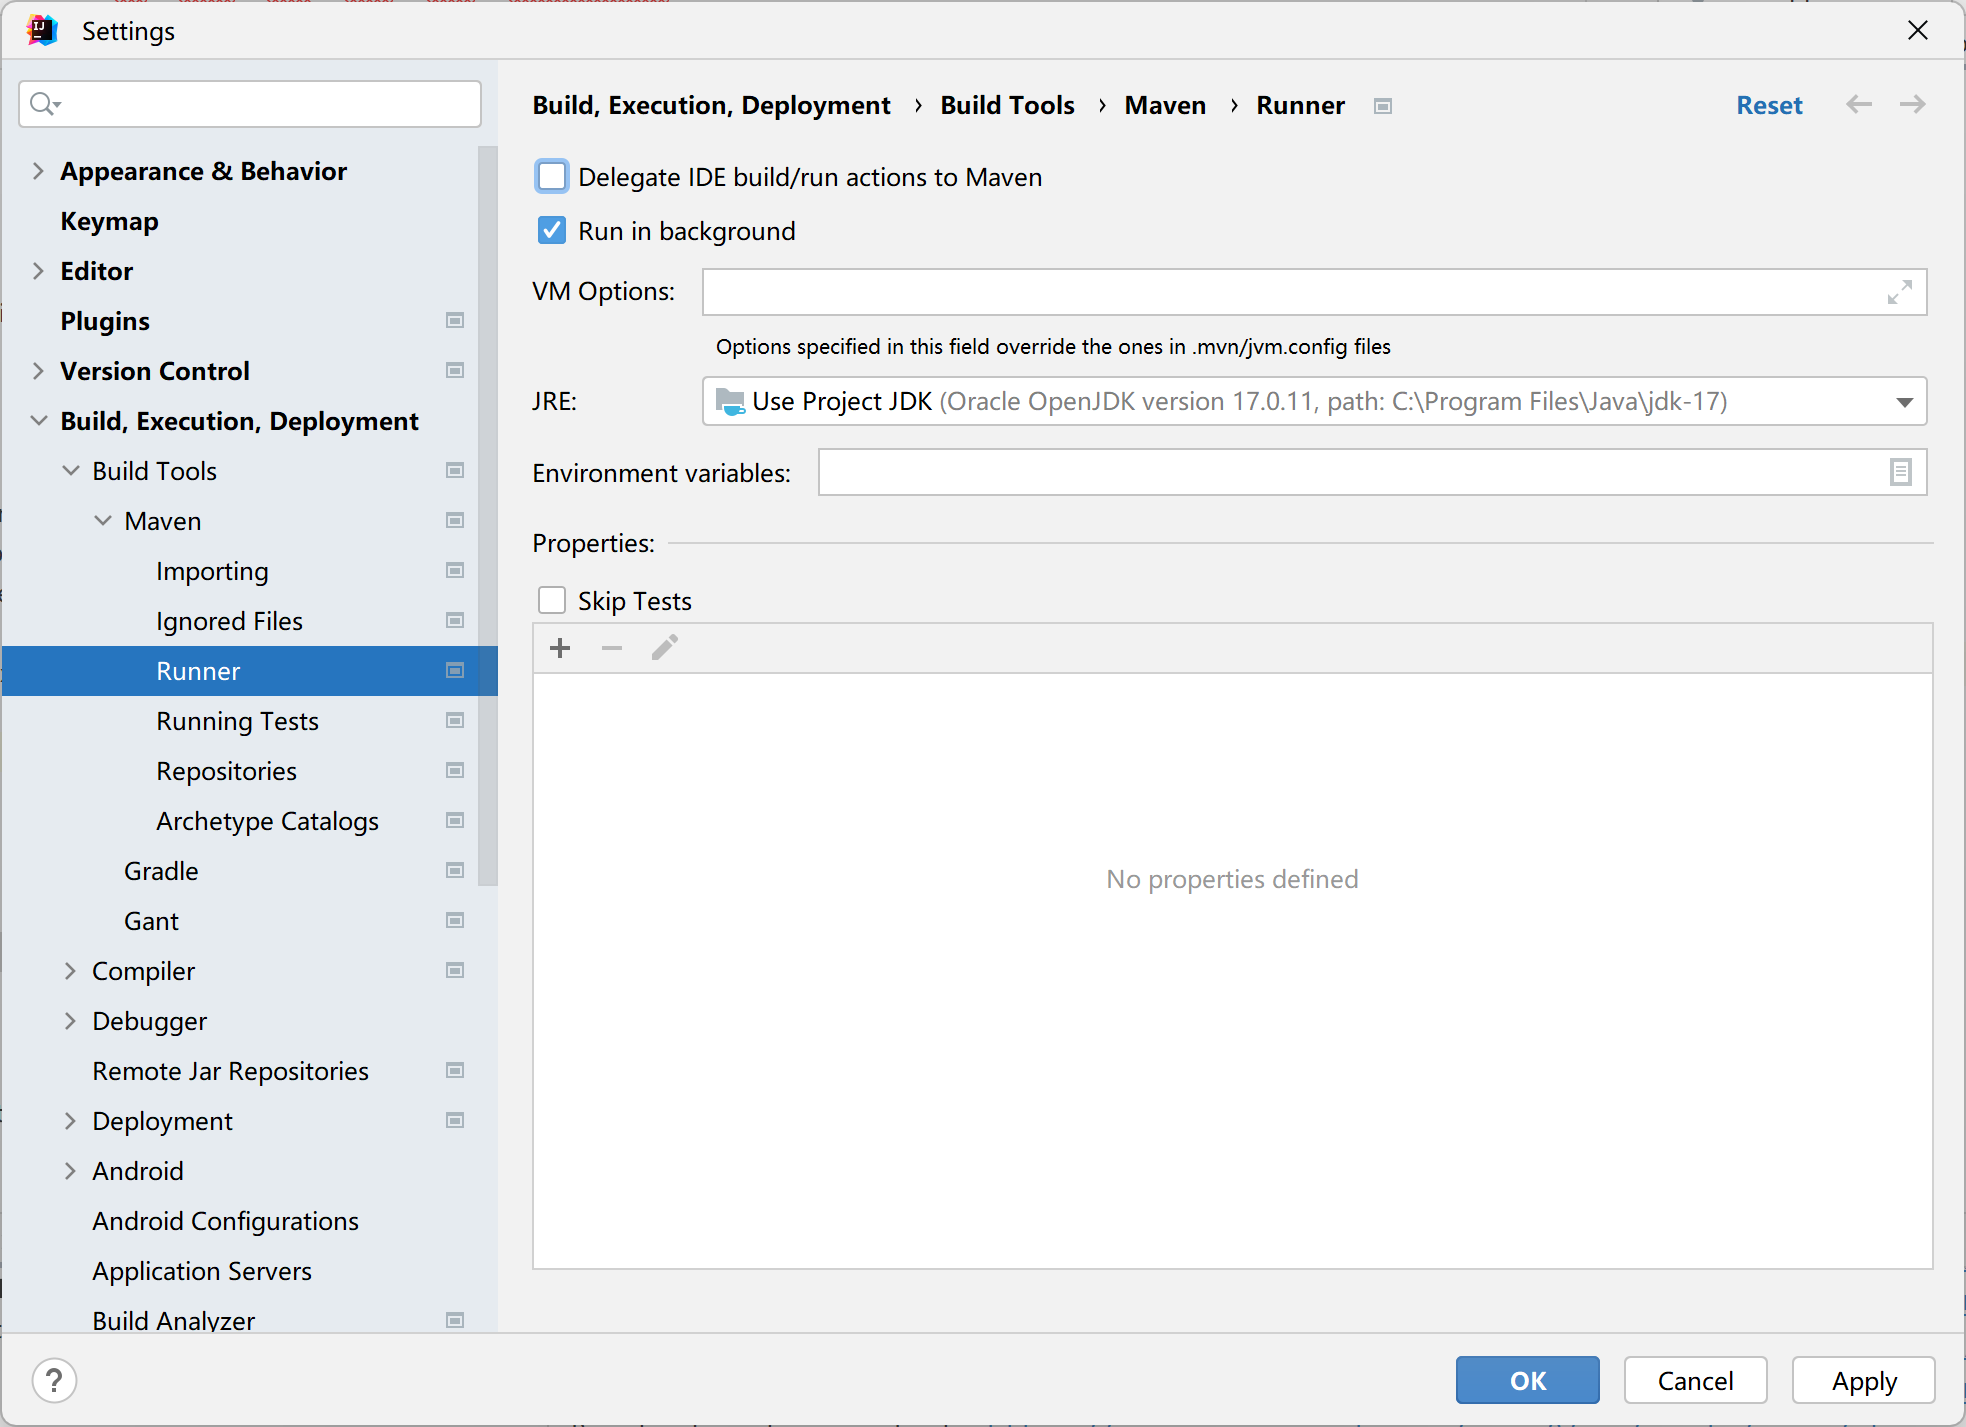 Settings
Build, Execution, Deployment › Build Tools › Maven › Runner
Reset
Appearance & Behavior
Keymap
Editor
Plugins
Version Control
Build, Execution, Deployment
Build Tools
Maven
Importing
Ignored Files
Runner
Running Tests
Repositories
Archetype Catalogs
Gradle
Gant
Compiler
Debugger
Remote Jar Repositories
Deployment
Android
Android Configurations
Application Servers
Build Analyzer
Delegate IDE build/run actions to Maven
Run in background
VM Options:
Options specified in this field override the ones in .mvn/jvm.config files
JRE: Use Project JDK (Oracle OpenJDK version 17.0.11, path: C:\Program Files\Java\jdk-17)
Environment variables:
Properties:
Skip Tests
No properties defined
?
OK
Cancel
Apply